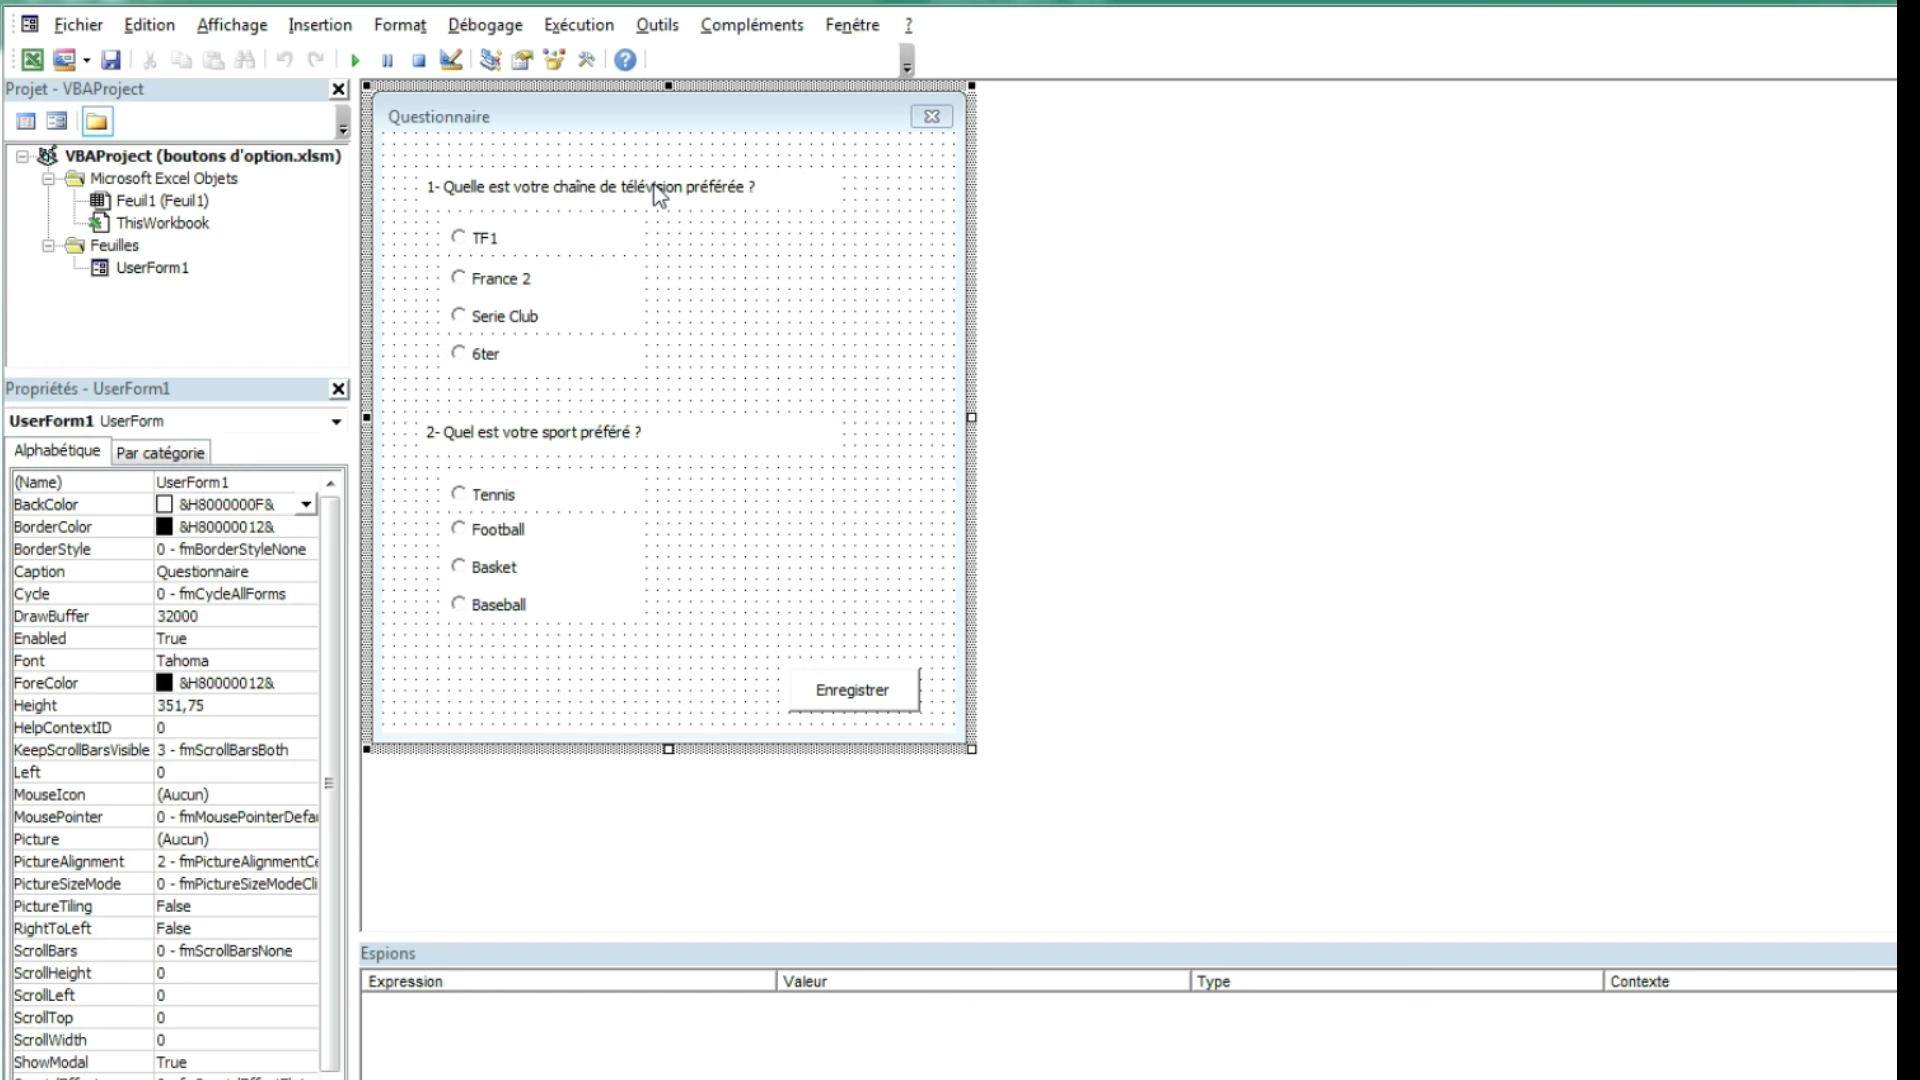 Fichier Edition Affichage Insertion Format Débogage Exécution Outils Compléments Fenêtre ?
Projet - VBAProject
VBAProject (boutons d'option.xlsm)
Microsoft Excel Objets
Feuil1 (Feuil1)
ThisWorkbook
Feuilles
UserForm1
Propriétés - UserForm1
UserForm1 UserForm
Alphabétique Par catégorie
(Name) UserForm1
BackColor &H8000000F&
BorderColor &H80000012&
BorderStyle 0 - fmBorderStyleNone
Caption Questionnaire
Cycle 0 - fmCycleAllForms
DrawBuffer 32000
Enabled True
Font Tahoma
ForeColor &H80000012&
Height 351,75
HelpContextID 0
KeepScrollBarsVisible 3 - fmScrollBarsBoth
Left 0
MouseIcon (Aucun)
MousePointer 0 - fmMousePointerDefau
Picture (Aucun)
PictureAlignment 2 - fmPictureAlignmentCe
PictureSizeMode 0 - fmPictureSizeModeCli
PictureTiling False
RightToLeft False
ScrollBars 0 - fmScrollBarsNone
ScrollHeight 0
ScrollLeft 0
ScrollTop 0
ScrollWidth 0
ShowModal True
Questionnaire
1- Quelle est votre chaîne de télévision préférée ?
TF1
France 2
Serie Club
6ter
2- Quel est votre sport préféré ?
Tennis
Football
Basket
Baseball
Enregistrer
Espions
Expression Valeur Type Contexte